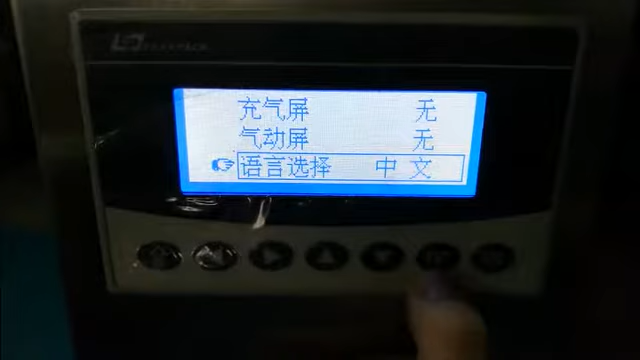 充气屏 无
气动屏 无
语言选择 中文